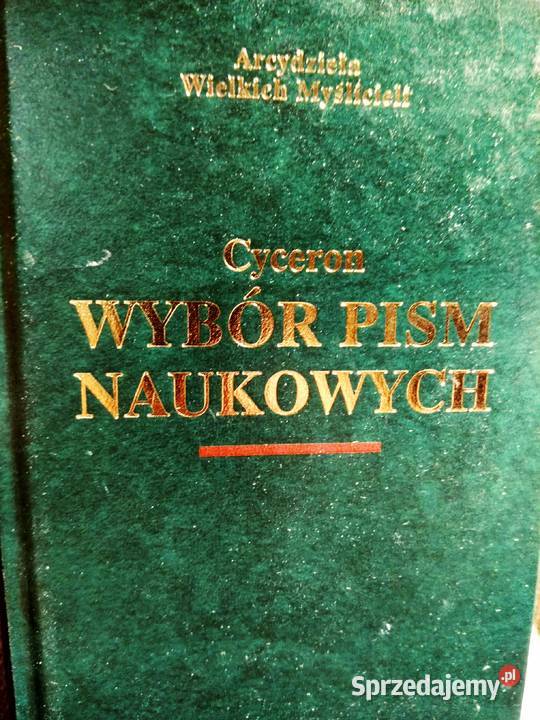 Arcydzieła
Wielkich Myślicieli
Cyceron
WYBÓR PISM
NAUKOWYCH
Sprzedajemy.pl